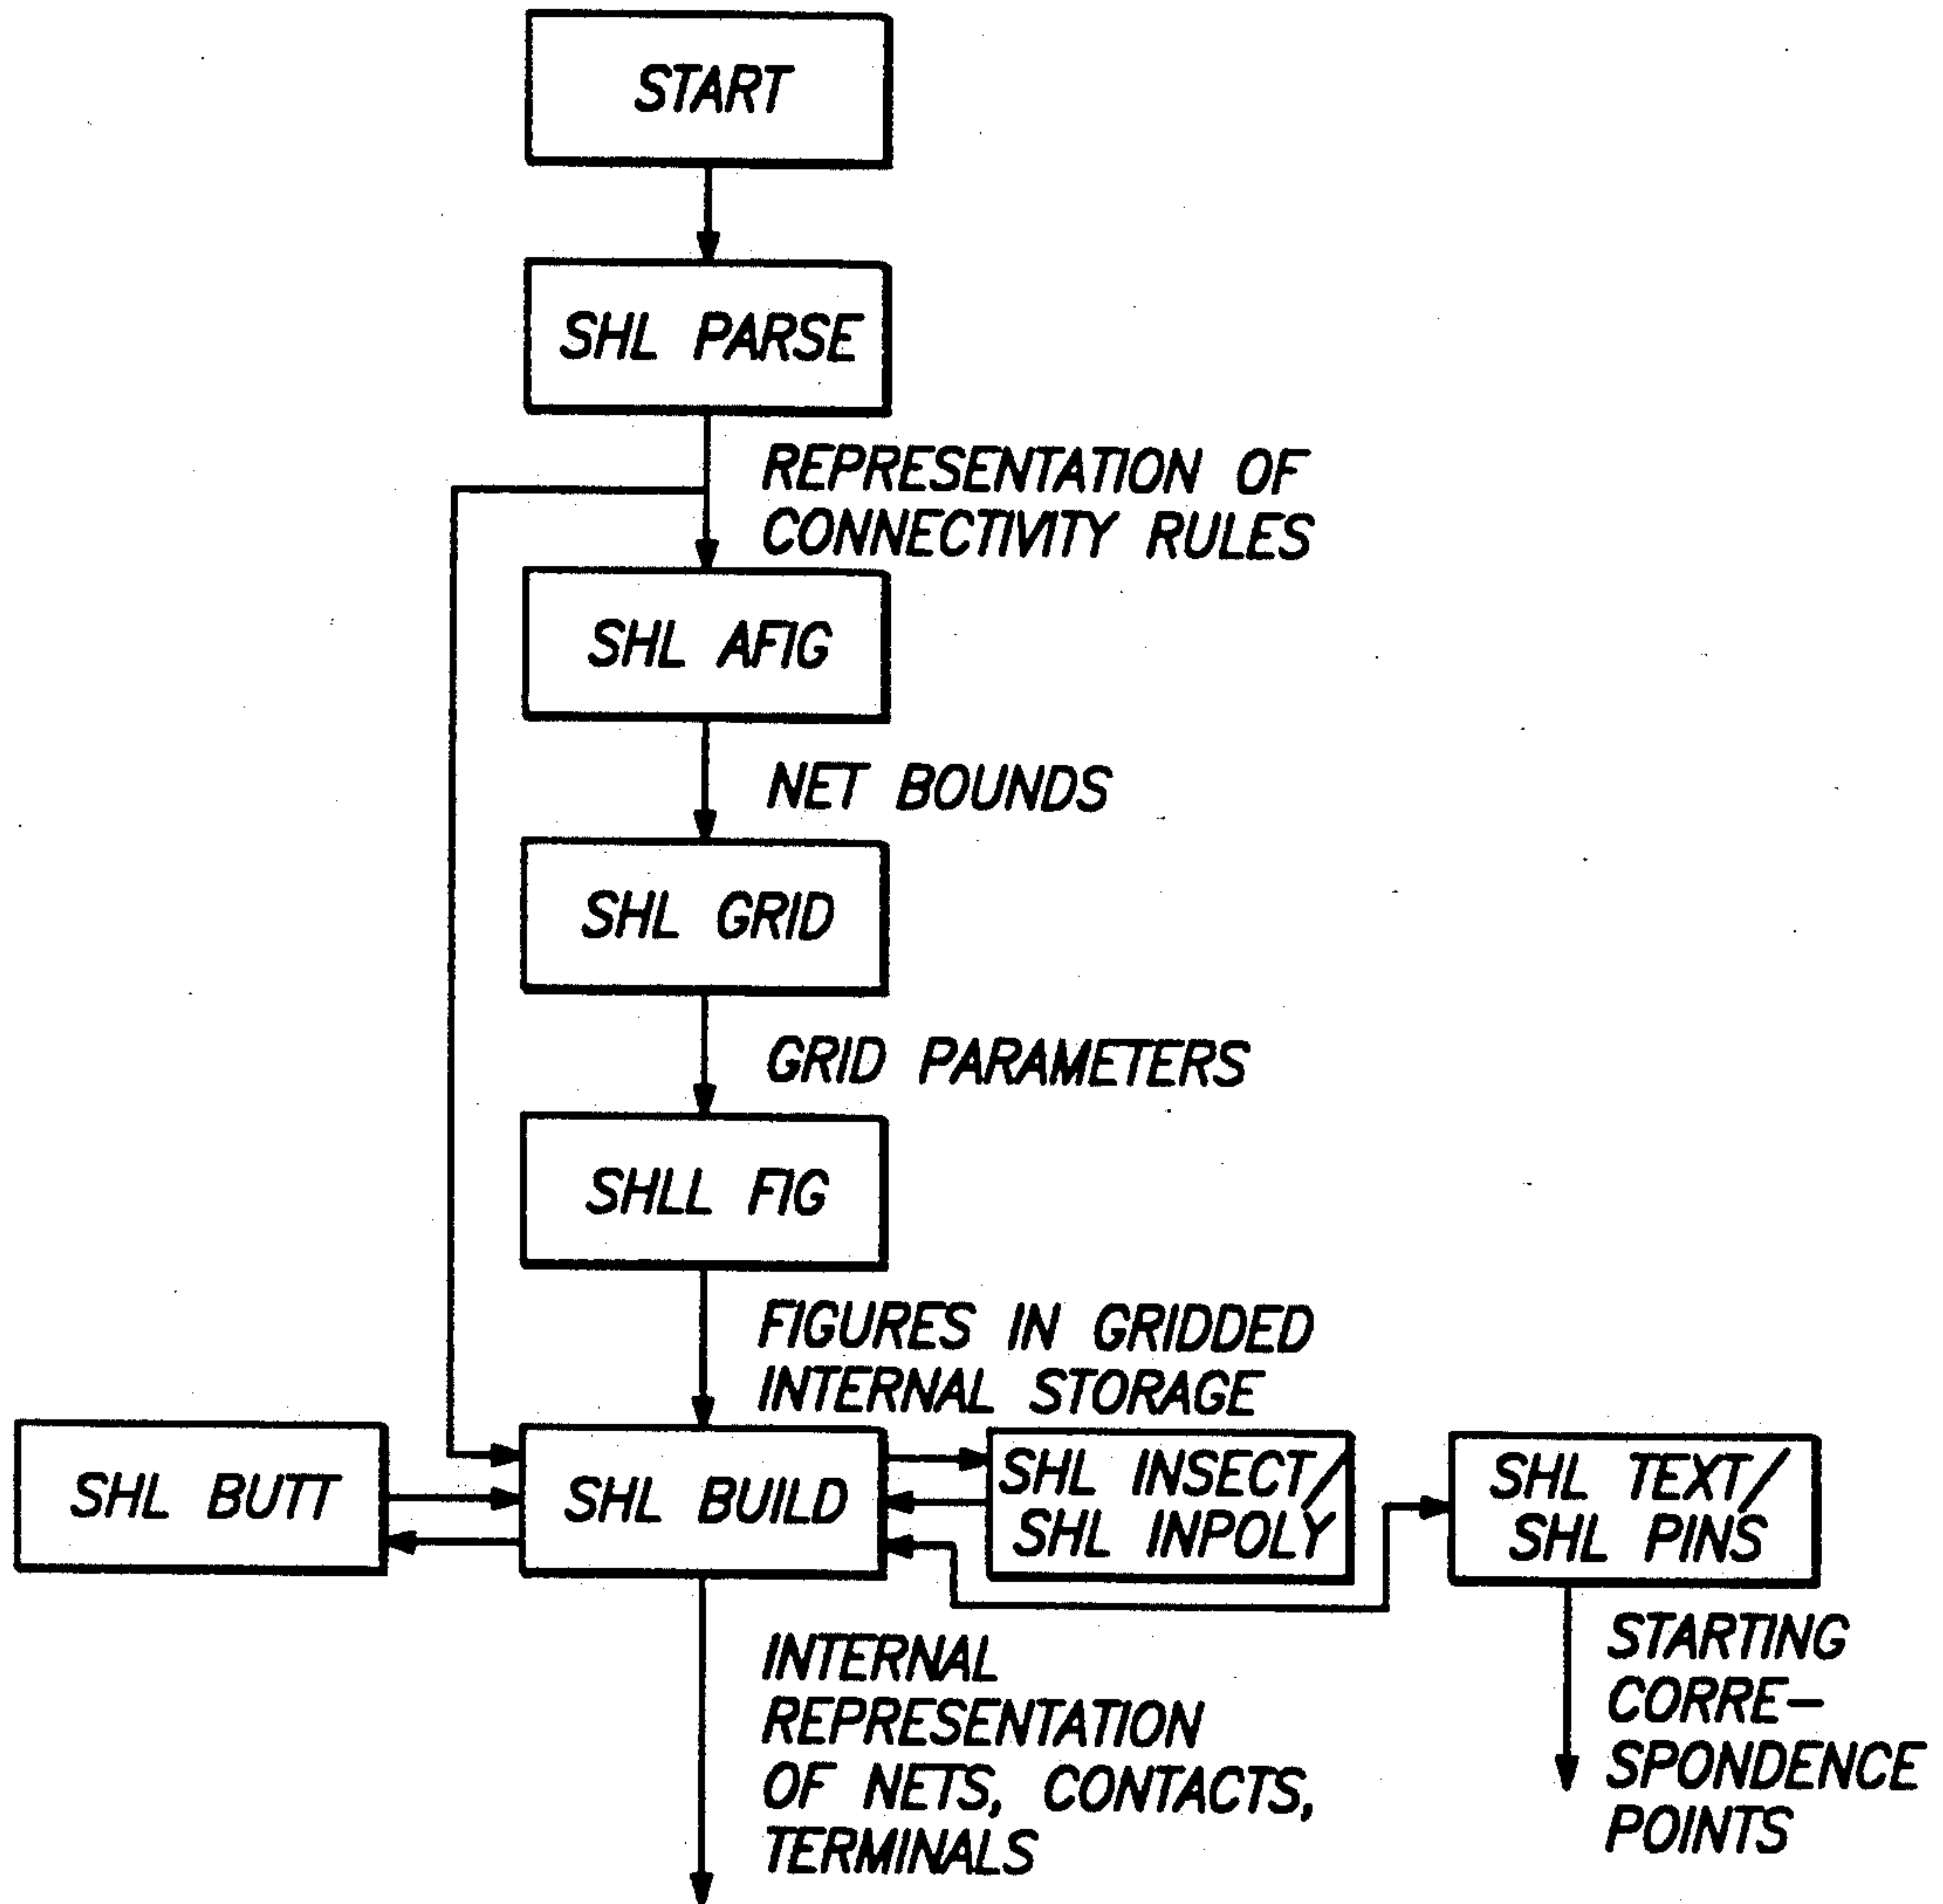 START
SHL PARSE
REPRESENTATION OF
CONNECTIVITY RULES
SHL AFIG
NET BOUNDS
SHL GRID
GRID PARAMETERS
SHLL FIG
FIGURES IN GRIDDED
INTERNAL STORAGE
SHL BUTT
SHL BUILD
SHL INSECT/
SHL INPOLY
SHL TEXT/
SHL PINS
INTERNAL
REPRESENTATION
OF NETS, CONTACTS,
TERMINALS
STARTING
CORRE-
SPONDENCE
POINTS